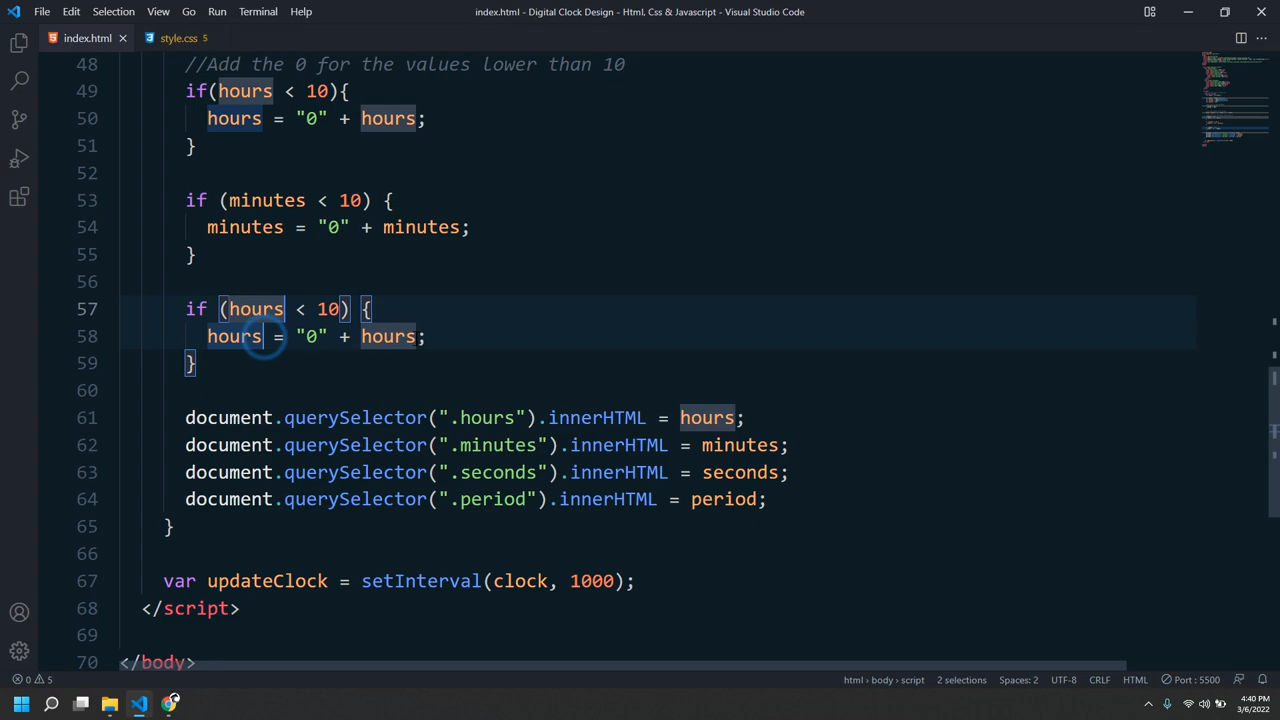 File Edit Selection View Go Run Terminal Help
index.html - Digital Clock Design - Html, Css & Javascript - Visual Studio Code
index.html
style.css 5
48 //Add the 0 for the values lower than 10
49 if(hours < 10){
50 hours = "0" + hours;
51 }
52
53 if (minutes < 10) {
54 minutes = "0" + minutes;
55 }
56
57 if (hours < 10) {
58 hours = "0" + hours;
59 }
60
61 document.querySelector(".hours").innerHTML = hours;
62 document.querySelector(".minutes").innerHTML = minutes;
63 document.querySelector(".seconds").innerHTML = seconds;
64 document.querySelector(".period").innerHTML = period;
65 }
66
67 var updateClock = setInterval(clock, 1000);
68 </script>
69
70 </body>
0 5 html › body › script 2 selections Spaces: 2 UTF-8 CRLF HTML Port : 5500
4:40 PM
3/6/2022